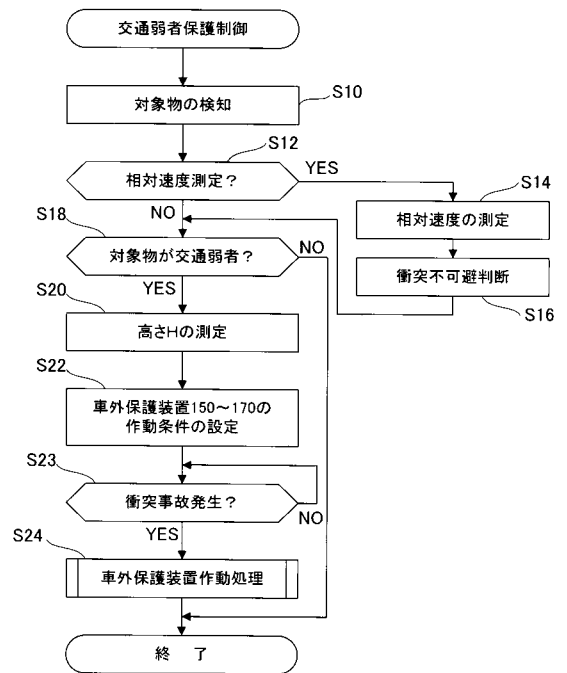 交通弱者保護制御
対象物の検知
S10
S12
相対速度測定？
YES
S14
相対速度の測定
NO
S18
対象物が交通弱者？
NO
衝突不可避判断
S16
YES
S20
高さHの測定
S22
車外保護装置150～170の
作動条件の設定
S23
衝突事故発生？
NO
YES
S24
車外保護装置作動処理
終 了